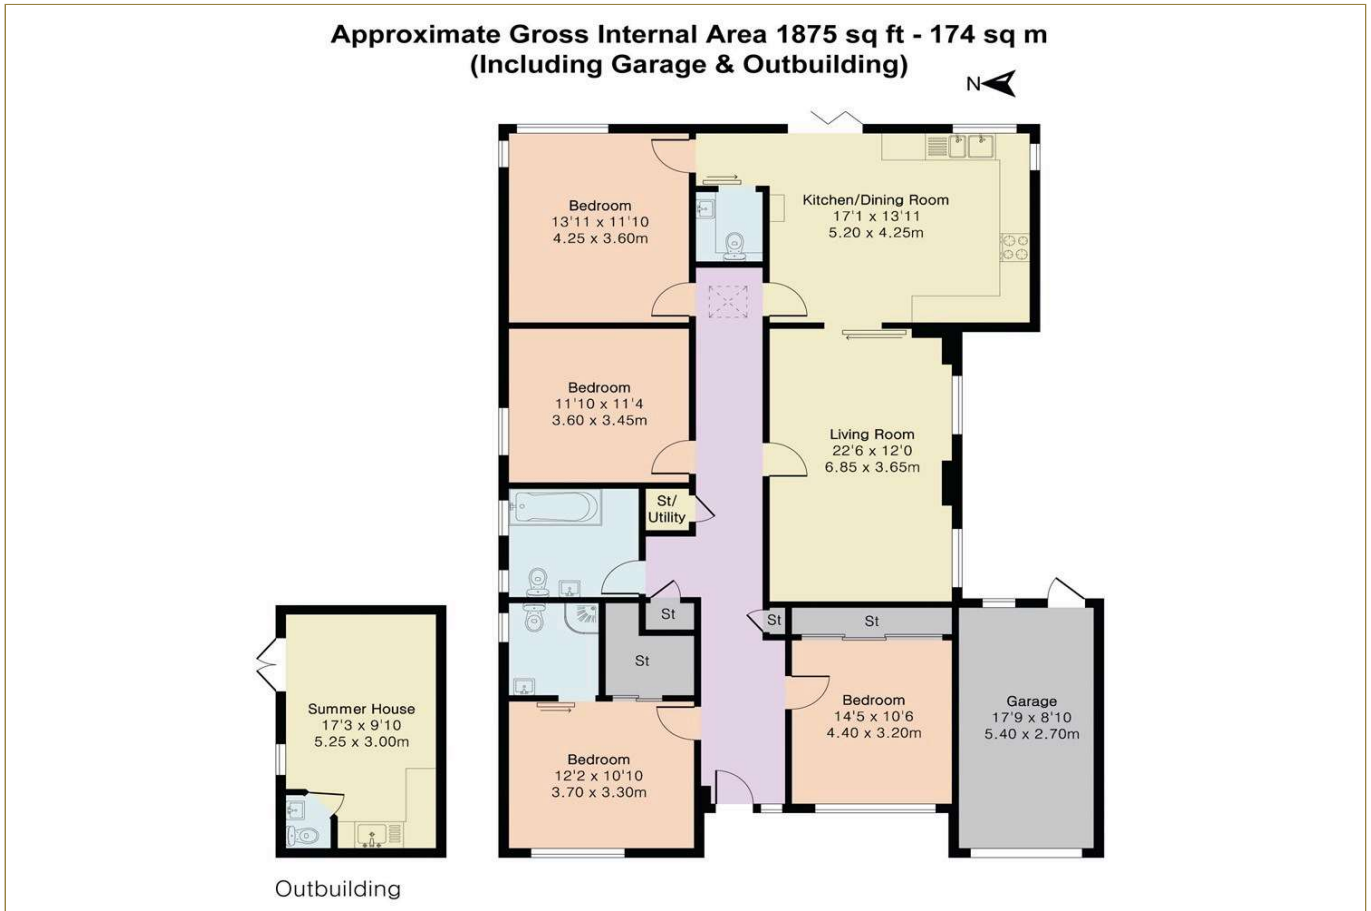 Approximate Gross Internal Area 1875 sq ft - 174 sq m
(Including Garage & Outbuilding)
N
Bedroom
13'11 x 11'10
4.25 x 3.60m
Kitchen/Dining Room
17'1 x 13'11
5.20 x 4.25m
Bedroom
11'10 x 11'4
3.60 x 3.45m
Living Room
22'6 x 12'0
6.85 x 3.65m
St/
Utility
St
St
St
St
Summer House
17'3 x 9'10
5.25 x 3.00m
Bedroom
14'5 x 10'6
4.40 x 3.20m
Garage
17'9 x 8'10
5.40 x 2.70m
Bedroom
12'2 x 10'10
3.70 x 3.30m
Outbuilding